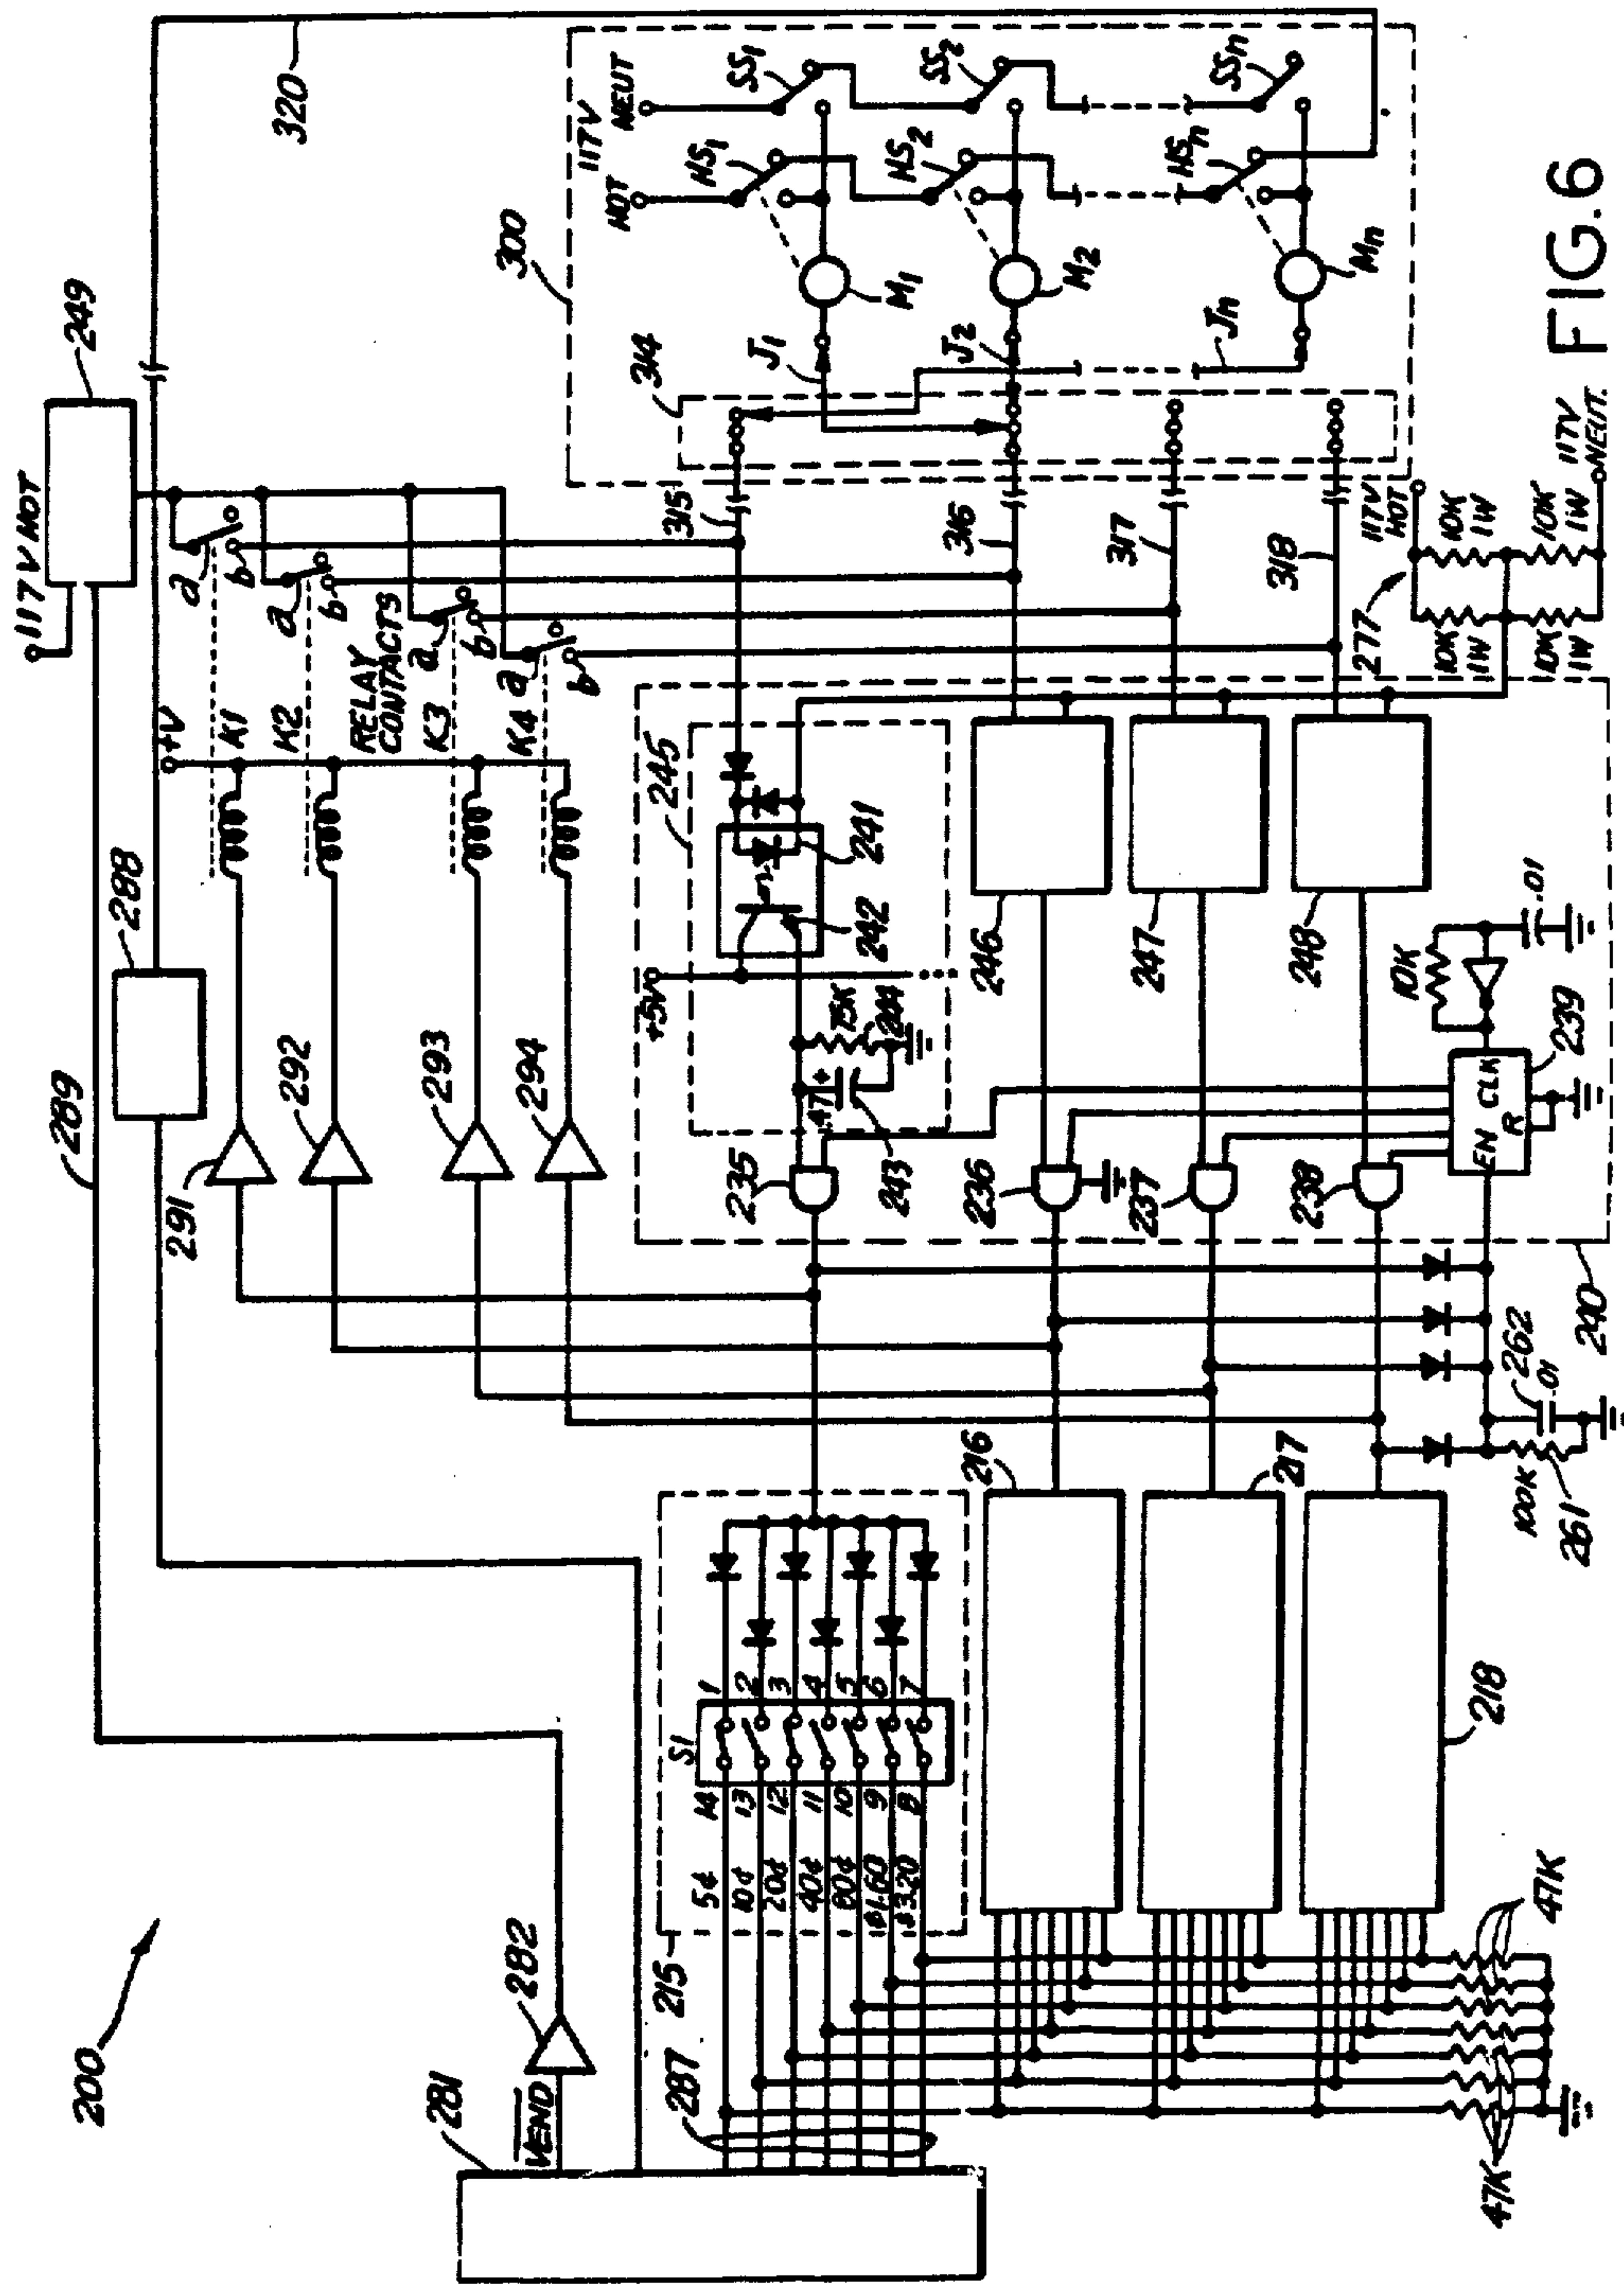 FIG. 6
200
281
VEND
282
289
288
249
117V HOT
320
291
292
293
294
+V
K1
K2
RELAY CONTACTS
K3
K4
a
b
a
b
a
b
a
b
300
117V
HOT
NEUT
HS1
SS1
HS2
SS2
HSn
SSn
M1
M2
Mn
J1
J2
Jn
314
315
316
317
318
277
117V HOT
10K 1W
10K 1W
10K 1W
10K 1W
117V NEUT.
215
287
5¢
10¢
20¢
40¢
80¢
$1.60
$3.20
14
13
12
11
10
9
8
S1
1
2
3
4
5
6
7
216
217
218
47K
47K
235
236
237
238
245
+5V
241
242
.47
+
243
15K
244
246
247
248
10K
.01
239
EN
CLK
R
240
262
.01
100K
261